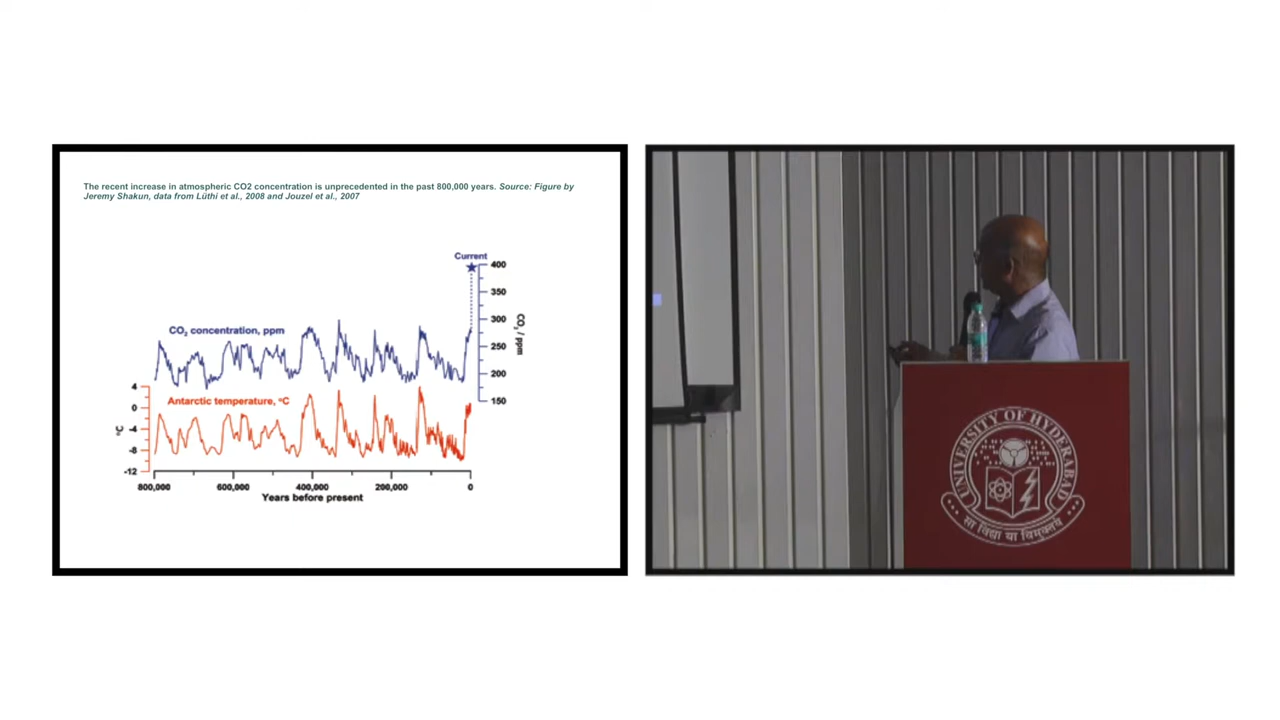 The recent increase in atmospheric CO2 concentration is unprecedented in the past 800,000 years. Source: Figure by
Jeremy Shakun, data from Lüthi et al., 2008 and Jouzel et al., 2007
Current
400
350
300
250
200
150
CO₂ / ppm
CO₂ concentration, ppm
Antarctic temperature, °C
4
0
-4
-8
-12
°C
800,000
600,000
400,000
200,000
0
Years before present
UNIVERSITY OF HYDERABAD
सा विद्या या विमुक्तये